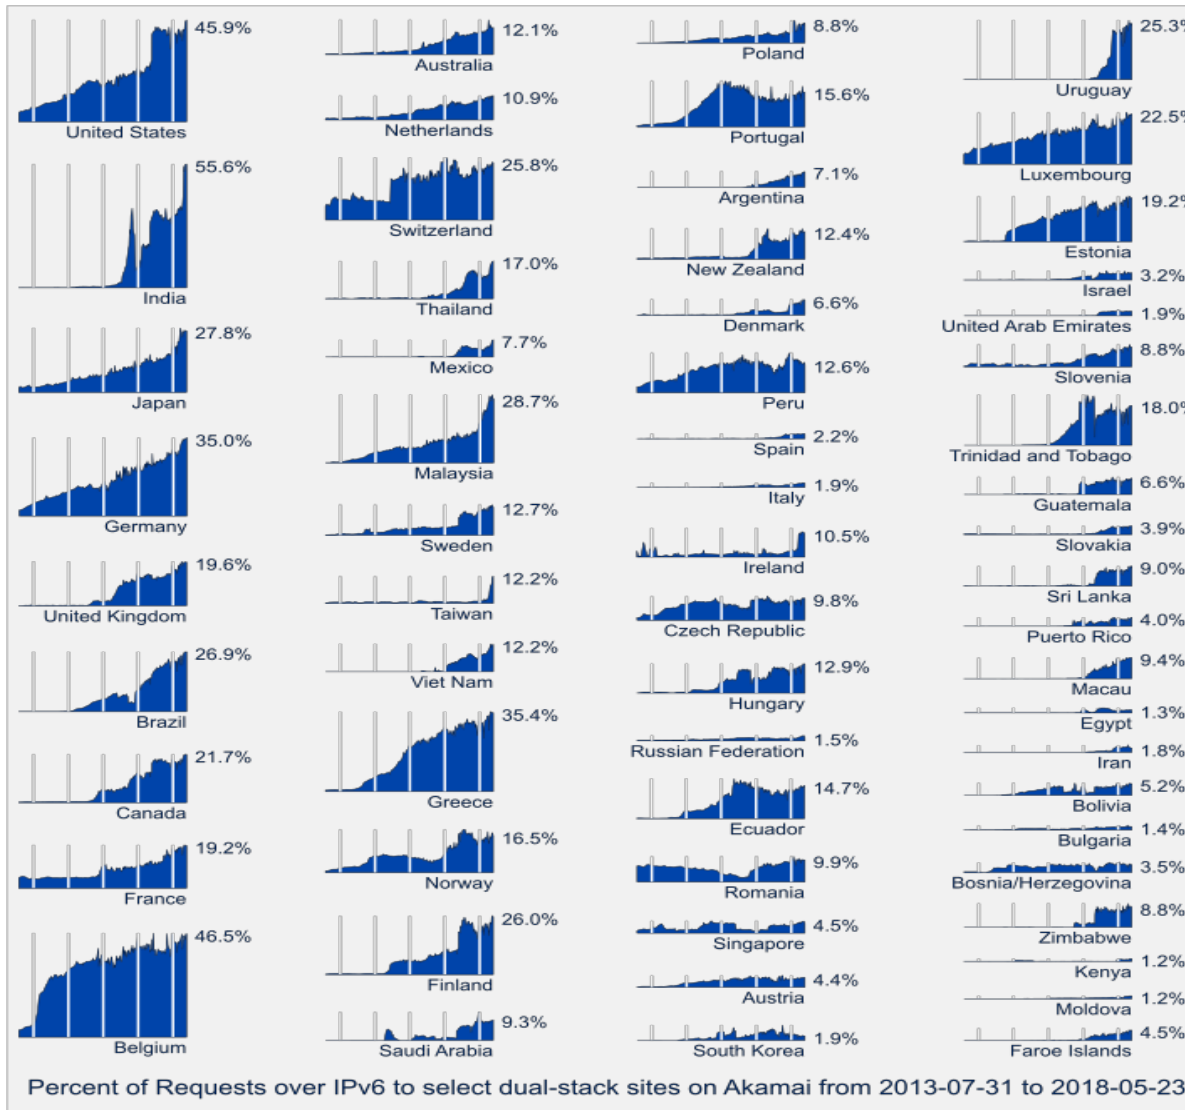 45.9%
United States
55.6%
India
27.8%
Japan
35.0%
Germany
19.6%
United Kingdom
26.9%
Brazil
21.7%
Canada
19.2%
France
46.5%
Belgium
12.1%
Australia
10.9%
Netherlands
25.8%
Switzerland
17.0%
Thailand
7.7%
Mexico
28.7%
Malaysia
12.7%
Sweden
12.2%
Taiwan
12.2%
Viet Nam
35.4%
Greece
16.5%
Norway
26.0%
Finland
9.3%
Saudi Arabia
8.8%
Poland
15.6%
Portugal
7.1%
Argentina
12.4%
New Zealand
6.6%
Denmark
12.6%
Peru
2.2%
Spain
1.9%
Italy
10.5%
Ireland
9.8%
Czech Republic
12.9%
Hungary
1.5%
Russian Federation
14.7%
Ecuador
9.9%
Romania
4.5%
Singapore
4.4%
Austria
1.9%
South Korea
25.3%
Uruguay
22.5%
Luxembourg
19.2%
Estonia
3.2%
Israel
1.9%
United Arab Emirates
8.8%
Slovenia
18.0%
Trinidad and Tobago
6.6%
Guatemala
3.9%
Slovakia
9.0%
Sri Lanka
4.0%
Puerto Rico
9.4%
Macau
1.3%
Egypt
1.8%
Iran
5.2%
Bolivia
1.4%
Bulgaria
3.5%
Bosnia/Herzegovina
8.8%
Zimbabwe
1.2%
Kenya
1.2%
Moldova
4.5%
Faroe Islands
Percent of Requests over IPv6 to select dual-stack sites on Akamai from 2013-07-31 to 2018-05-23